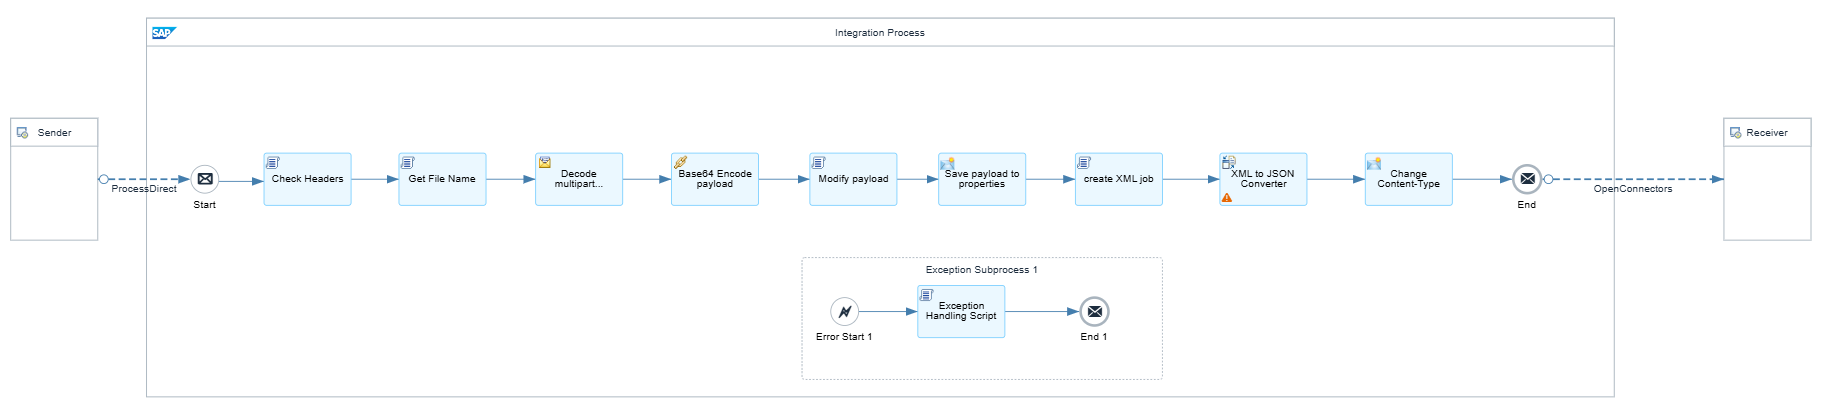 SAP
Integration Process
Sender
Receiver
ProcessDirect
Start
Check Headers
Get File Name
Decode
multipart...
Base64 Encode
payload
Modify payload
Save payload to
properties
create XML job
XML to JSON
Converter
Change
Content-Type
End
OpenConnectors
Exception Subprocess 1
Error Start 1
Exception
Handling Script
End 1